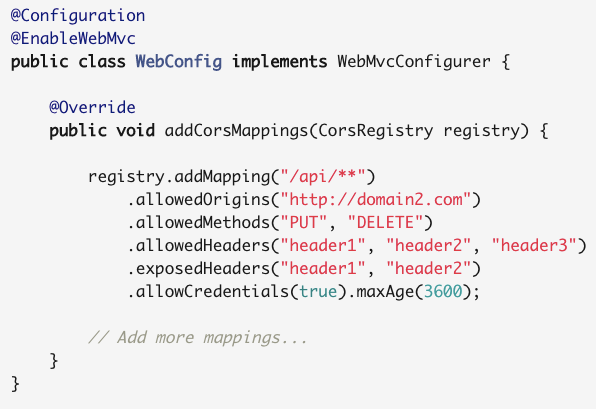 @Configuration
@EnableWebMvc
public class WebConfig implements WebMvcConfigurer {
@Override
public void addCorsMappings(CorsRegistry registry) {
registry.addMapping("/api/**")
.allowedOrigins("http://domain2.com")
.allowedMethods("PUT", "DELETE")
.allowedHeaders("header1", "header2", "header3")
.exposedHeaders("header1", "header2")
.allowCredentials(true).maxAge(3600);
// Add more mappings...
}
}